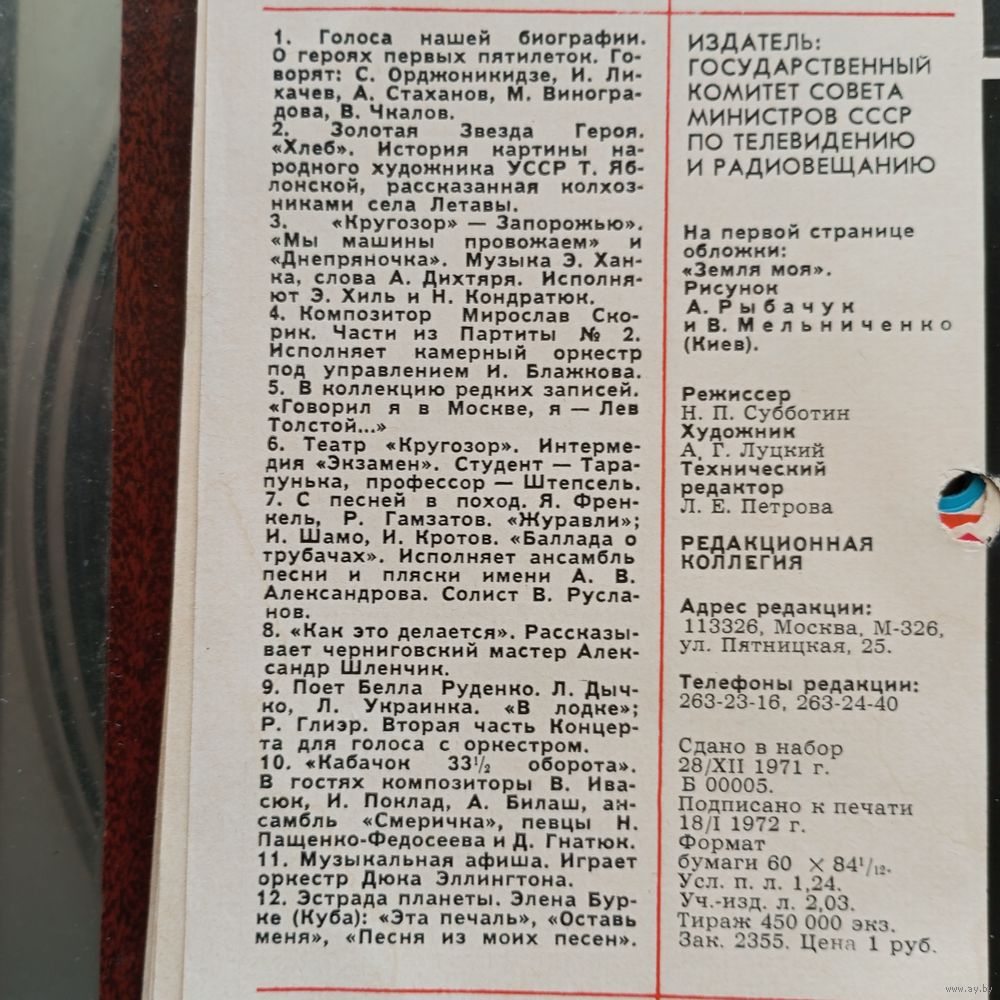 1. Голоса нашей биографии.
О героях первых пятилеток. Го-
ворят: С. Орджоникидзе, И. Ли-
хачев, А. Стаханов, М. Виногра-
дова, В. Чкалов.
2. Золотая Звезда Героя.
«Хлеб». История картины на-
родного художника УССР Т. Яб-
лонской, рассказанная колхоз-
никами села Летавы.
3. «Кругозор» — Запорожью».
«Мы машины провожаем» и
«Днепряночка». Музыка Э. Хан-
ка, слова А. Дихтяря. Исполня-
ют Э. Хиль и Н. Кондратюк.
4. Композитор Мирослав Ско-
рик. Части из Партиты № 2.
Исполняет камерный оркестр
под управлением И. Блажкова.
5. В коллекцию редких записей.
«Говорил я в Москве, я — Лев
Толстой...»
6. Театр «Кругозор». Интерме-
дия «Экзамен». Студент — Тара-
пунька, профессор — Штепсель.
7. С песней в поход. Я. Френ-
кель, Р. Гамзатов. «Журавли»;
И. Шамо, И. Кротов. «Баллада о
трубачах». Исполняет ансамбль
песни и пляски имени А. В.
Александрова. Солист В. Русла-
нов.
8. «Как это делается». Рассказы-
вает черниговский мастер Алек-
сандр Шленчик.
9. Поет Белла Руденко. Л. Дыч-
ко, Л. Украинка. «В лодке»;
Р. Глиэр. Вторая часть Концер-
та для голоса с оркестром.
10. «Кабачок 33 1/2 оборота».
В гостях композиторы В. Ива-
сюк, И. Поклад, А. Билаш, ан-
самбль «Смеричка», певцы Н.
Пащенко-Федосеева и Д. Гнатюк.
11. Музыкальная афиша. Играет
оркестр Дюка Эллингтона.
12. Эстрада планеты. Элена Бур-
ке (Куба): «Эта печаль», «Оставь
меня», «Песня из моих песен».
ИЗДАТЕЛЬ:
ГОСУДАРСТВЕННЫЙ
КОМИТЕТ СОВЕТА
МИНИСТРОВ СССР
ПО ТЕЛЕВИДЕНИЮ
И РАДИОВЕЩАНИЮ
На первой странице
обложки:
«Земля моя».
Рисунок
А. Рыбачук
и В. Мельниченко
(Киев).
Режиссер
Н. П. Субботин
Художник
А. Г. Луцкий
Технический
редактор
Л. Е. Петрова
РЕДАКЦИОННАЯ
КОЛЛЕГИЯ
Адрес редакции:
113326, Москва, М-326,
ул. Пятницкая, 25.
Телефоны редакции:
263-23-16, 263-24-40
Сдано в набор
28/XII 1971 г.
Б 00005.
Подписано к печати
18/I 1972 г.
Формат
бумаги 60 × 84 1/12.
Усл. п. л. 1,24.
Уч.-изд. л. 2,03.
Тираж 450 000 экз.
Зак. 2355. Цена 1 руб.
www.ay.by